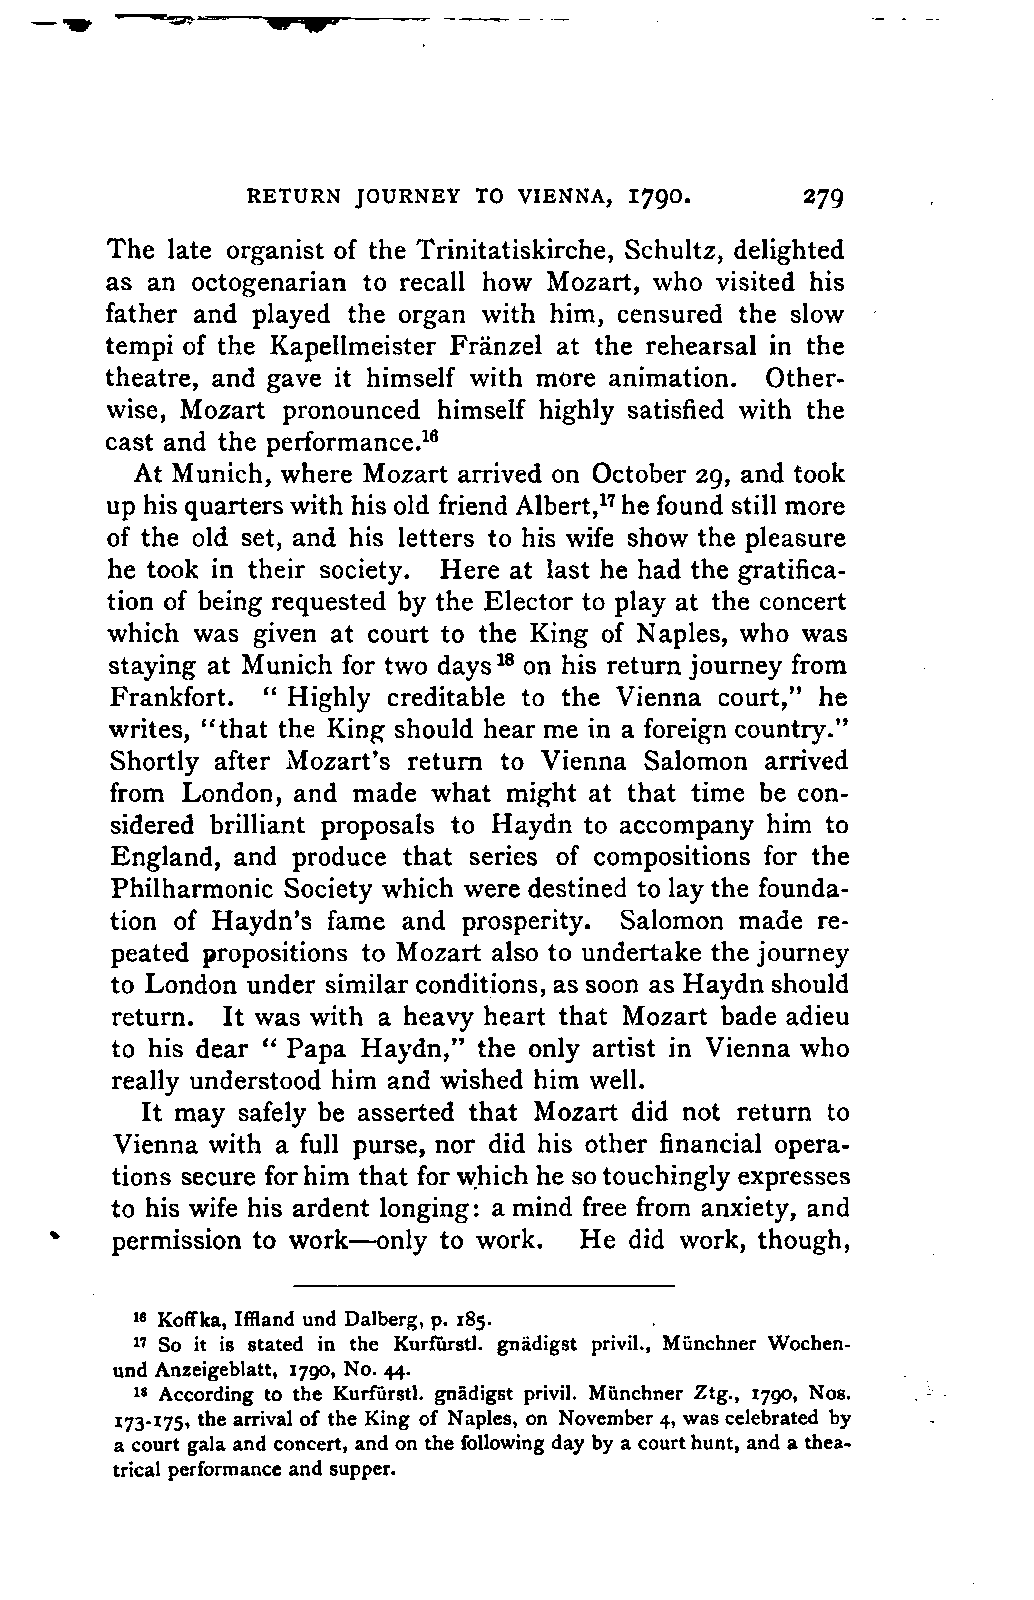 RETURN JOURNEY TO VIENNA, 1790. 279
The late organist of the Trinitatiskirche, Schultz, delighted
as an octogenarian to recall how Mozart, who visited his
father and played the organ with him, censured the slow
tempi of the Kapellmeister Fränzel at the rehearsal in the
theatre, and gave it himself with more animation. Other-
wise, Mozart pronounced himself highly satisfied with the
cast and the performance.¹⁶
At Munich, where Mozart arrived on October 29, and took
up his quarters with his old friend Albert,¹⁷ he found still more
of the old set, and his letters to his wife show the pleasure
he took in their society. Here at last he had the gratifica-
tion of being requested by the Elector to play at the concert
which was given at court to the King of Naples, who was
staying at Munich for two days ¹⁸ on his return journey from
Frankfort. “ Highly creditable to the Vienna court,” he
writes, “that the King should hear me in a foreign country.”
Shortly after Mozart's return to Vienna Salomon arrived
from London, and made what might at that time be con-
sidered brilliant proposals to Haydn to accompany him to
England, and produce that series of compositions for the
Philharmonic Society which were destined to lay the founda-
tion of Haydn's fame and prosperity. Salomon made re-
peated propositions to Mozart also to undertake the journey
to London under similar conditions, as soon as Haydn should
return. It was with a heavy heart that Mozart bade adieu
to his dear “ Papa Haydn,” the only artist in Vienna who
really understood him and wished him well.
It may safely be asserted that Mozart did not return to
Vienna with a full purse, nor did his other financial opera-
tions secure for him that for which he so touchingly expresses
to his wife his ardent longing: a mind free from anxiety, and
permission to work—only to work. He did work, though,
¹⁶ Koffka, Iffland und Dalberg, p. 185.
¹⁷ So it is stated in the Kurfürstl. gnädigst privil., Münchner Wochen-
und Anzeigeblatt, 1790, No. 44.
¹⁸ According to the Kurfürstl. gnädigst privil. Münchner Ztg., 1790, Nos.
173-175, the arrival of the King of Naples, on November 4, was celebrated by
a court gala and concert, and on the following day by a court hunt, and a thea-
trical performance and supper.